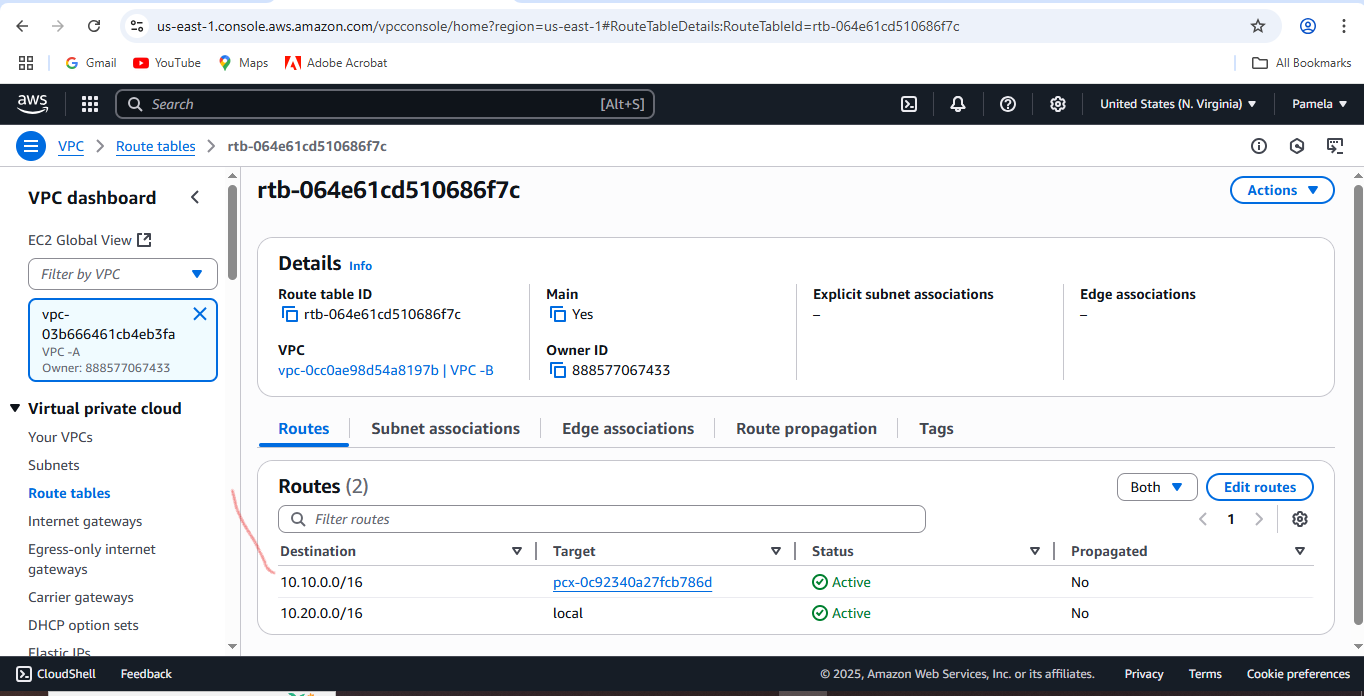 us-east-1.console.aws.amazon.com/vpcconsole/home?region=us-east-1#RouteTableDetails:RouteTableId=rtb-064e61cd510686f7c
Gmail YouTube Maps Adobe Acrobat All Bookmarks
aws Search [Alt+S] United States (N. Virginia) Pamela
VPC Route tables rtb-064e61cd510686f7c
VPC dashboard
EC2 Global View
Filter by VPC
vpc-
03b666461cb4eb3fa
VPC -A
Owner: 888577067433
Virtual private cloud
Your VPCs
Subnets
Route tables
Internet gateways
Egress-only internet
gateways
Carrier gateways
DHCP option sets
Elastic IPs
rtb-064e61cd510686f7c Actions
Details Info
Route table ID
rtb-064e61cd510686f7c
Main
Yes
Explicit subnet associations
–
Edge associations
–
VPC
vpc-0cc0ae98d54a8197b | VPC -B
Owner ID
888577067433
Routes Subnet associations Edge associations Route propagation Tags
Routes (2) Both Edit routes
Filter routes 1
Destination Target Status Propagated
10.10.0.0/16 pcx-0c92340a27fcb786d Active No
10.20.0.0/16 local Active No
CloudShell Feedback © 2025, Amazon Web Services, Inc. or its affiliates. Privacy Terms Cookie preferences